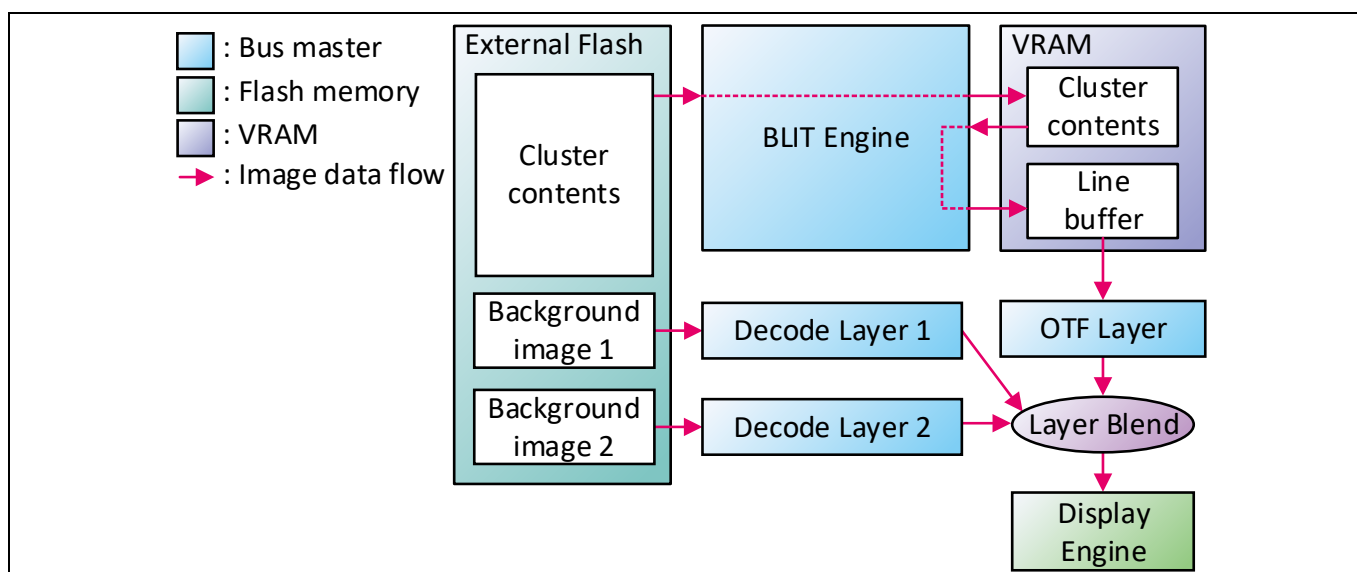 : Bus master
: Flash memory
: VRAM
: Image data flow
External Flash
Cluster
contents
Background
image 1
Background
image 2
BLIT Engine
Decode Layer 1
Decode Layer 2
VRAM
Cluster
contents
Line
buffer
OTF Layer
Layer Blend
Display
Engine